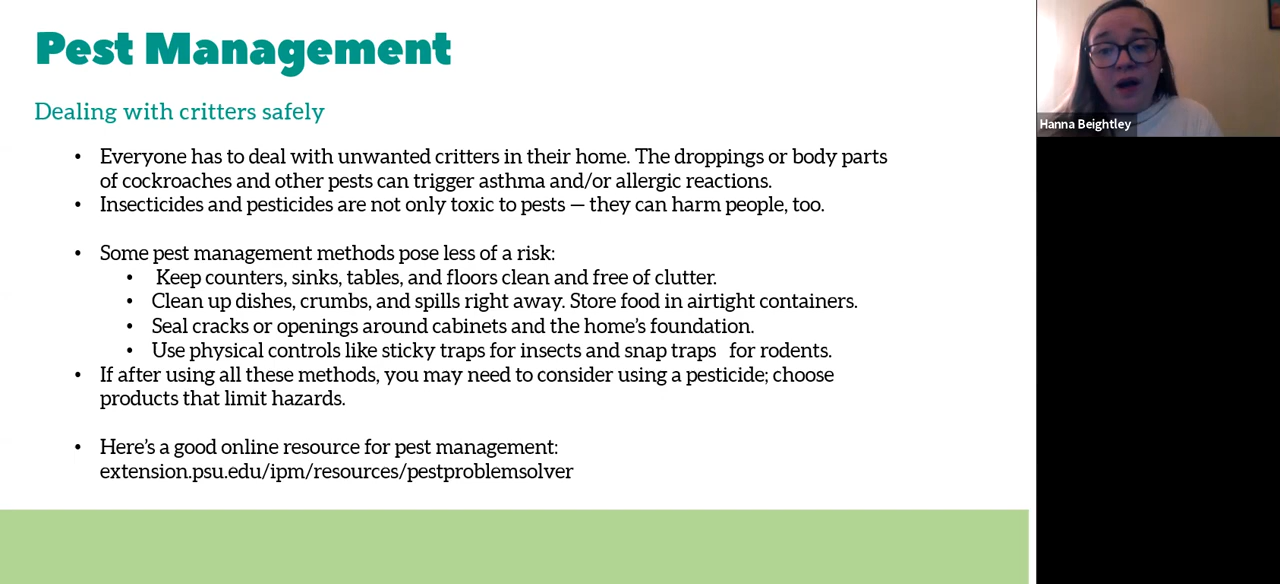 Pest Management
Dealing with critters safely
• Everyone has to deal with unwanted critters in their home. The droppings or body parts
of cockroaches and other pests can trigger asthma and/or allergic reactions.
• Insecticides and pesticides are not only toxic to pests — they can harm people, too.
• Some pest management methods pose less of a risk:
• Keep counters, sinks, tables, and floors clean and free of clutter.
• Clean up dishes, crumbs, and spills right away. Store food in airtight containers.
• Seal cracks or openings around cabinets and the home’s foundation.
• Use physical controls like sticky traps for insects and snap traps for rodents.
• If after using all these methods, you may need to consider using a pesticide; choose
products that limit hazards.
• Here’s a good online resource for pest management:
extension.psu.edu/ipm/resources/pestproblemsolver
Hanna Beightley